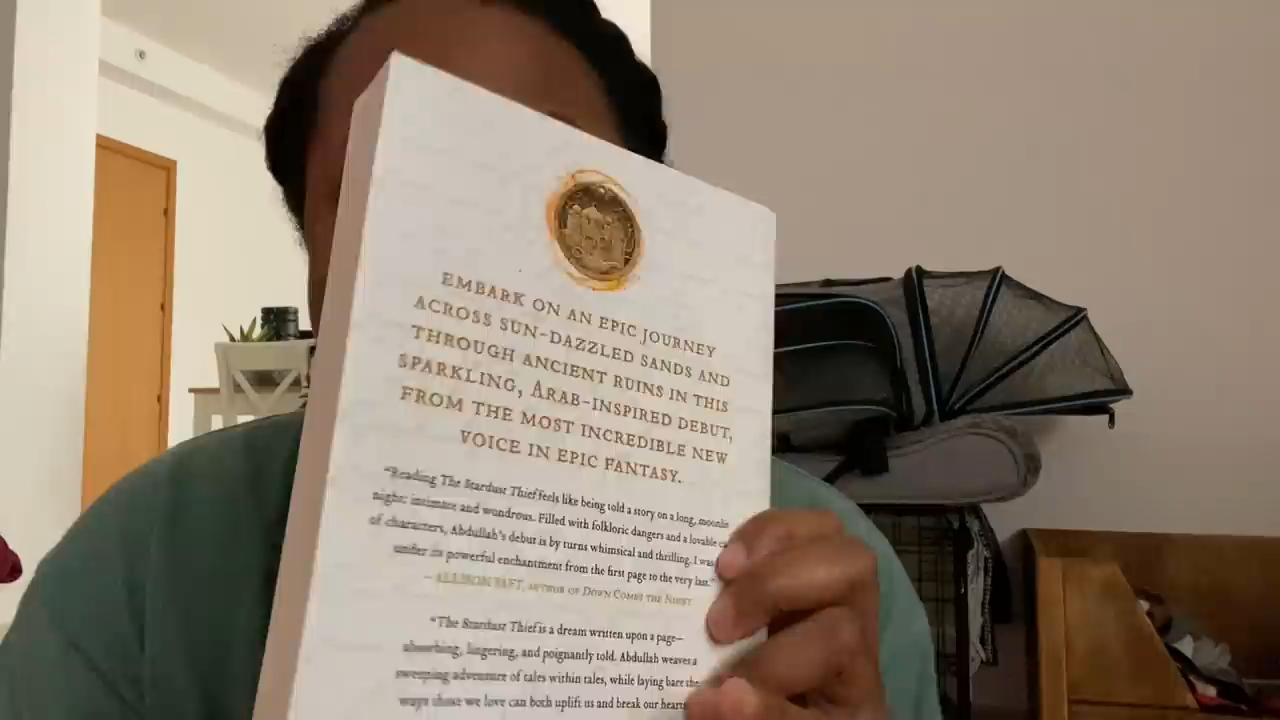 EMBARK ON AN EPIC JOURNEY
ACROSS SUN-DAZZLED SANDS AND
THROUGH ANCIENT RUINS IN THIS
SPARKLING, ARAB-INSPIRED DEBUT,
FROM THE MOST INCREDIBLE NEW
VOICE IN EPIC FANTASY.
"Reading The Stardust Thief feels like being told a story on a long, moonlit
night: intimate and wondrous. Filled with folkloric dangers and a lovable
of characters, Abdullah's debut is by turns whimsical and thrilling. I was
under its powerful enchantment from the first page to the very last."
—ALLISON SAFT, AUTHOR OF DOWN COMES THE NIGHT
"The Stardust Thief is a dream written upon a page—
absorbing, lingering, and poignantly told. Abdullah weaves a
sweeping adventure of tales within tales, while laying bare the
ways those we love can both uplift us and break our hearts